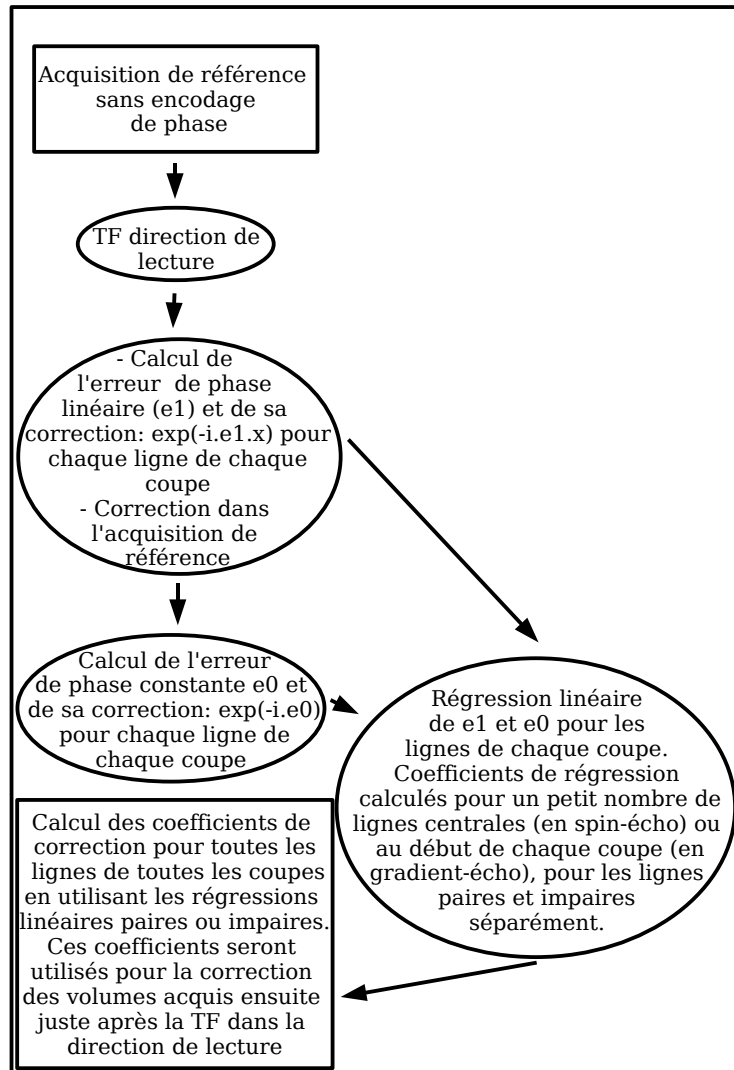 Acquisition de référence
sans encodage
de phase
TF direction de
lecture
- Calcul de
l'erreur de phase
linéaire (e1) et de sa
correction: exp(-i.e1.x) pour
chaque ligne de chaque
coupe
- Correction dans
l'acquisition de
référence
Calcul de l'erreur
de phase constante e0 et
de sa correction: exp(-i.e0)
pour chaque ligne de
chaque coupe
Régression linéaire
de e1 et e0 pour les
lignes de chaque coupe.
Coefficients de régression
calculés pour un petit nombre de
lignes centrales (en spin-écho) ou
au début de chaque coupe (en
gradient-écho), pour les lignes
paires et impaires
séparément.
Calcul des coefficients de
correction pour toutes les
lignes de toutes les coupes
en utilisant les régressions
linéaires paires ou impaires.
Ces coefficients seront
utilisés pour la correction
des volumes acquis ensuite
juste après la TF dans la
direction de lecture